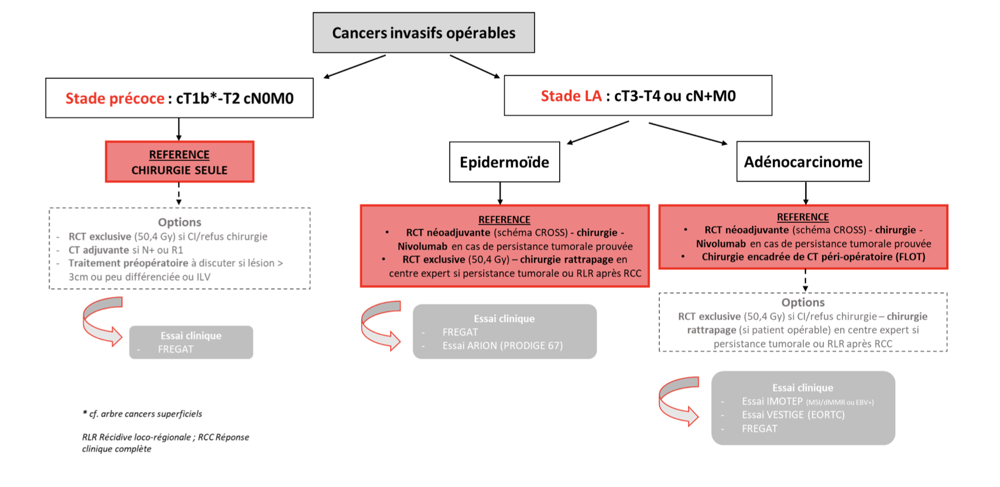 Cancers invasifs opérables
Stade précoce : cT1b*-T2 cN0M0
REFERENCE
CHIRURGIE SEULE
Options
- RCT exclusive (50,4 Gy) si CI/refus chirurgie
- CT adjuvante si N+ ou R1
- Traitement préopératoire à discuter si lésion >
3cm ou peu différenciée ou ILV
Essai clinique
- FREGAT
Stade LA : cT3-T4 ou cN+M0
Epidermoïde
REFERENCE
• RCT néoadjuvante (schéma CROSS) - chirurgie -
Nivolumab en cas de persistance tumorale prouvée
• RCT exclusive (50,4 Gy) – chirurgie rattrapage en
centre expert si persistance tumorale ou RLR après RCC
Essai clinique
- FREGAT
- Essai ARION (PRODIGE 67)
Adénocarcinome
REFERENCE
• RCT néoadjuvante (schéma CROSS) - chirurgie -
Nivolumab en cas de persistance tumorale prouvée
• Chirurgie encadrée de CT péri-opératoire (FLOT)
Options
RCT exclusive (50,4 Gy) si CI/refus chirurgie – chirurgie
rattrapage (si patient opérable) en centre expert si
persistance tumorale ou RLR après RCC
Essai clinique
- Essai IMOTEP (MSI/dMMR ou EBV+)
- Essai VESTIGE (EORTC)
- FREGAT
* cf. arbre cancers superficiels
RLR Récidive loco-régionale ; RCC Réponse
clinique complète